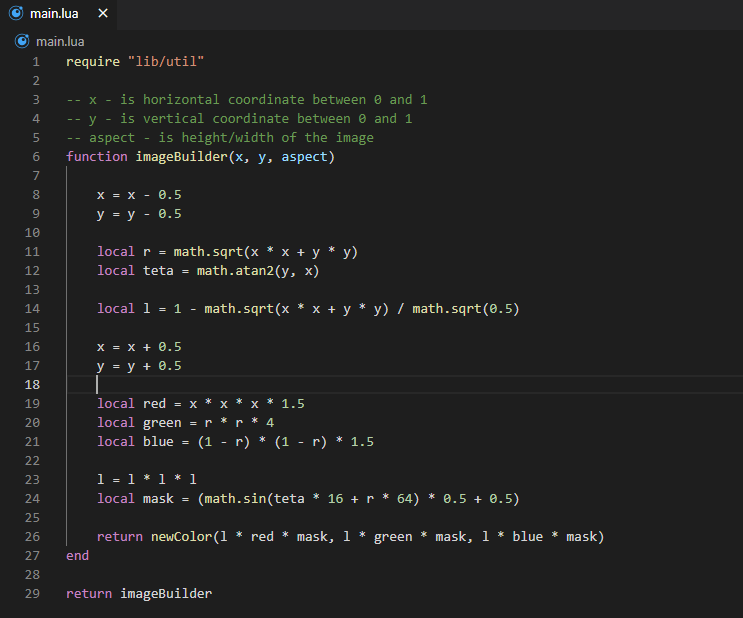 main.lua ×
main.lua
1 require "lib/util"
2
3 -- x - is horizontal coordinate between 0 and 1
4 -- y - is vertical coordinate between 0 and 1
5 -- aspect - is height/width of the image
6 function imageBuilder(x, y, aspect)
7
8     x = x - 0.5
9     y = y - 0.5
10
11     local r = math.sqrt(x * x + y * y)
12     local teta = math.atan2(y, x)
13
14     local l = 1 - math.sqrt(x * x + y * y) / math.sqrt(0.5)
15
16     x = x + 0.5
17     y = y + 0.5
18
19     local red = x * x * x * 1.5
20     local green = r * r * 4
21     local blue = (1 - r) * (1 - r) * 1.5
22
23     l = l * l * l
24     local mask = (math.sin(teta * 16 + r * 64) * 0.5 + 0.5)
25
26     return newColor(l * red * mask, l * green * mask, l * blue * mask)
27 end
28
29 return imageBuilder